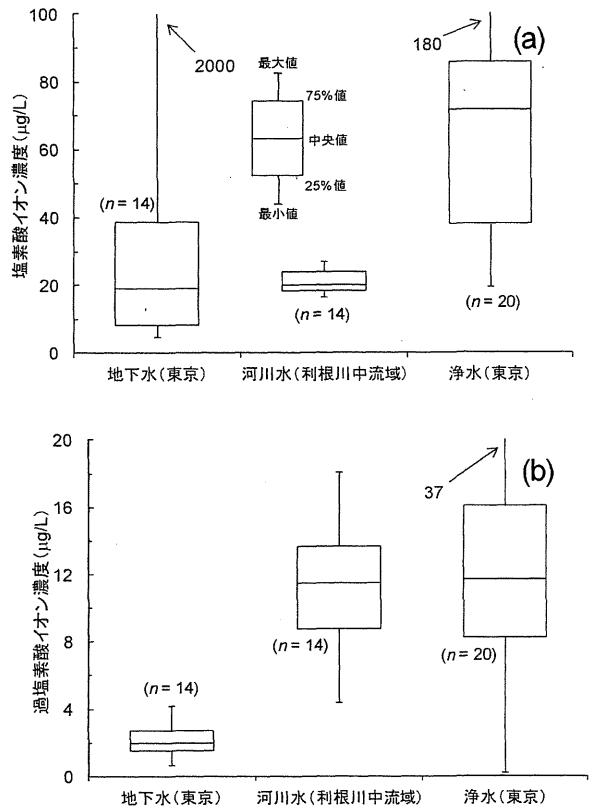 (a)
塩素酸イオン濃度(μg/L)
100
80
60
40
20
0
2000
180
最大値
75%値
中央値
25%値
最小値
(n = 14)
(n = 14)
(n = 20)
地下水(東京)
河川水(利根川中流域)
浄水(東京)
(b)
過塩素酸イオン濃度(μg/L)
20
16
12
8
4
0
37
(n = 14)
(n = 14)
(n = 20)
地下水(東京)
河川水(利根川中流域)
浄水(東京)